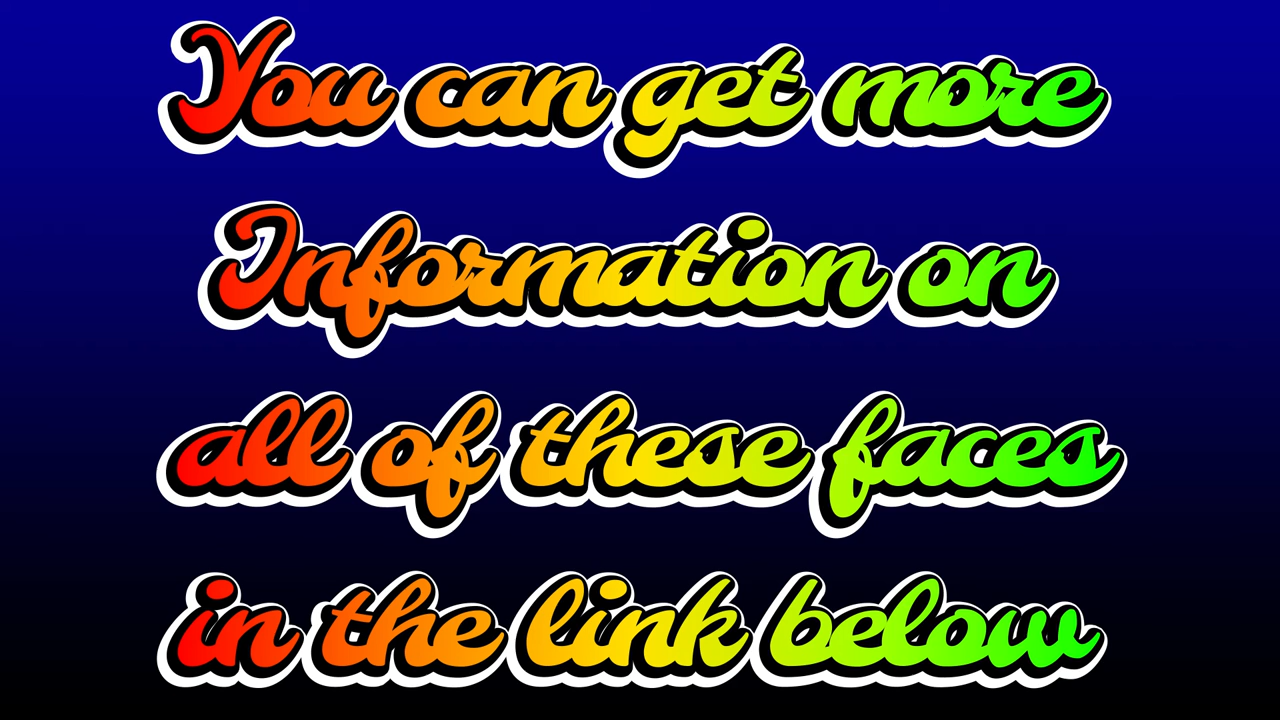 You can get more
Information on
all of these faces
in the link below